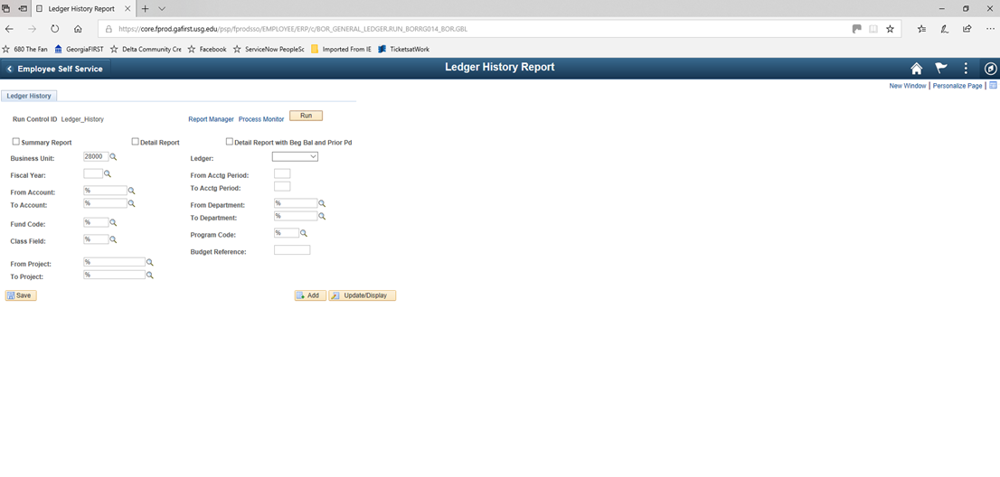 Ledger History Report
https://core.fprod.gafirst.usg.edu/psp/fprodsso/EMPLOYEE/ERP/c/BOR_GENERAL_LEDGER.RUN_BORRG014_BOR.GBL
680 The Fan GeorgiaFIRST Delta Community Cre Facebook ServiceNow PeopleSc Imported From IE TicketsatWork
Employee Self Service Ledger History Report
New Window | Personalize Page |
Ledger History
Run Control ID Ledger_History Report Manager Process Monitor Run
Summary Report Detail Report Detail Report with Beg Bal and Prior Pd
Business Unit: 28000 Ledger:
Fiscal Year: From Acctg Period:
To Acctg Period:
From Account: %
To Account: % From Department: %
To Department: %
Fund Code: %
Program Code: %
Class Field: %
Budget Reference:
From Project: %
To Project: %
Save Add Update/Display